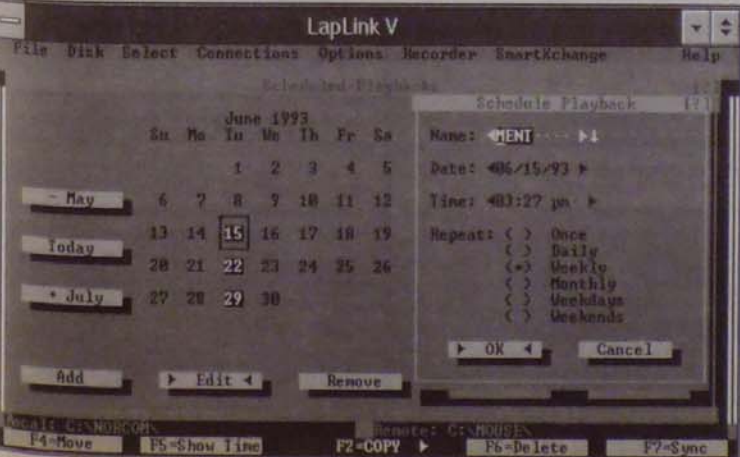 LapLink V
File Disk Select Connections Options Recorder SmartXchange Help
Scheduled Playbacks
June 1993
Su Mo Tu We Th Fr Sa
1 2 3 4 5
6 7 8 9 10 11 12
13 14 15 16 17 18 19
20 21 22 23 24 25 26
27 28 29 30
- May
Today
+ July
Add
Edit
Remove
Schedule Playback [?]
Name: MENT
Date: 06/15/93
Time: 03:27 pm
Repeat: ( ) Once
( ) Daily
(•) Weekly
( ) Monthly
( ) Weekdays
( ) Weekends
OK
Cancel
Local: C:\NORCOM\
Remote: C:\MOUSE\
F4=Move F5=Show Time F2=COPY F6=Delete F7=Sync